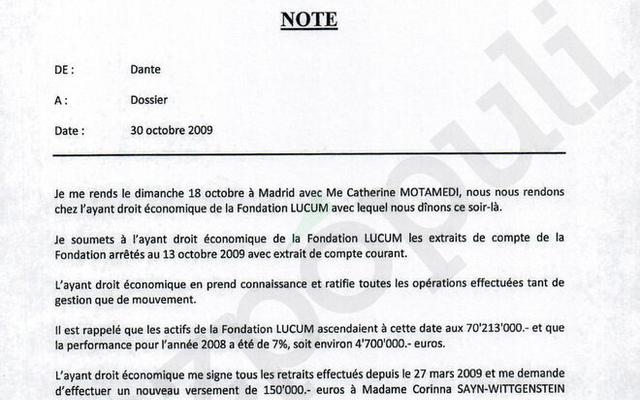 NOTE
DE : Dante
A : Dossier
Date : 30 octobre 2009
Je me rends le dimanche 18 octobre à Madrid avec Me Catherine MOTAMEDI, nous nous rendons
chez l'ayant droit économique de la Fondation LUCUM avec lequel nous dînons ce soir-là.
Je soumets à l'ayant droit économique de la Fondation LUCUM les extraits de compte de la
Fondation arrêtés au 13 octobre 2009 avec extrait de compte courant.
L'ayant droit économique en prend connaissance et ratifie toutes les opérations effectuées tant de
gestion que de mouvement.
Il est rappelé que les actifs de la Fondation LUCUM ascendaient à cette date aux 70'213'000.- et que
la performance pour l'année 2008 a été de 7%, soit environ 4'700'000.- euros.
L'ayant droit économique me signe tous les retraits effectués depuis le 27 mars 2009 et me demande
d'effectuer un nouveau versement de 150'000.- euros à Madame Corinna SAYN-WITTGENSTEIN
zpopuli